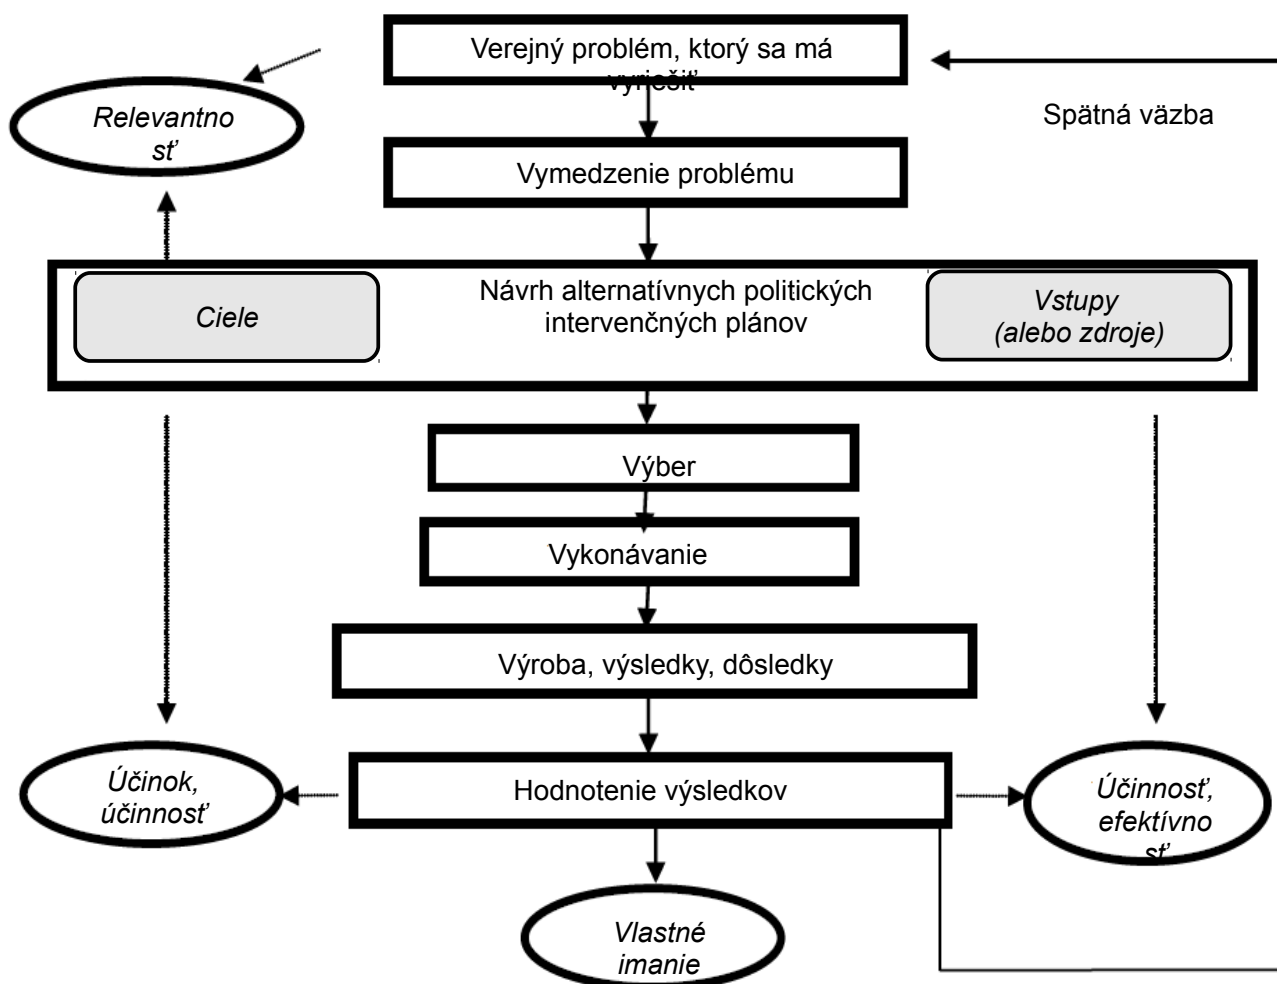 Verejný problém, ktorý sa má
vyriešiť
Spätná väzba
Relevantno
sť
Vymedzenie problému
Ciele
Návrh alternatívnych politických
intervenčných plánov
Vstupy
(alebo zdroje)
Výber
Vykonávanie
Výroba, výsledky, dôsledky
Účinok,
účinnosť
Hodnotenie výsledkov
Účinnosť,
efektívno
sť
Vlastné
imanie